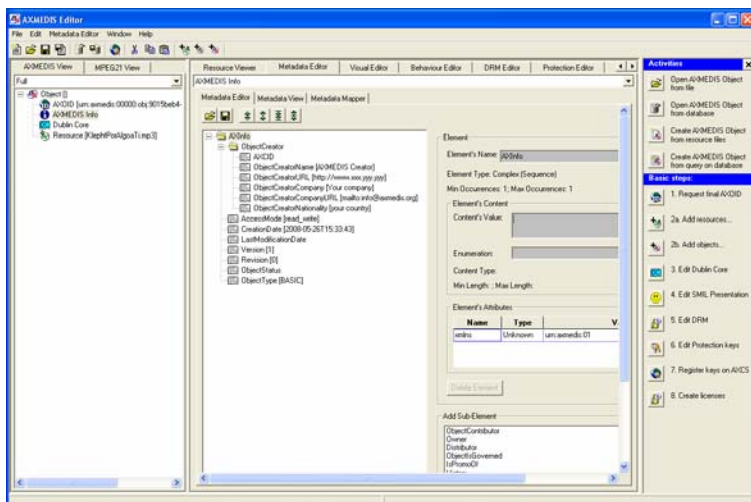 AXMEDIS Editor
File Edit Metadata Editor Window Help
AXMEDIS View MPEG21 View
Full
Object []
AXOID [urn:axmedis:00000:obj:9015beb4-
AXMEDIS Info
Dublin Core
Resource [KlephtPosAlgoaTi.mp3]
Resource Viewer Metadata Editor Visual Editor Behaviour Editor DRM Editor Protection Editor
AXMEDIS Info
Metadata Editor Metadata View Metadata Mapper
AXInfo
ObjectCreator
AXCID
ObjectCreatorName [AXMEDIS Creator]
ObjectCreatorURL [http://www.xxx.yyy.yyy]
ObjectCreatorCompany [Your company]
ObjectCreatorCompanyURL [mailto:info@axmedis.org]
ObjectCreatorNationality [your country]
AccessMode [read_write]
CreationDate [2008-05-26T15:33:43]
LastModificationDate
Version [1]
Revision [0]
ObjectStatus
ObjectType [BASIC]
Element
Element's Name: AXInfo
Element Type: Complex (Sequence)
Min Occurrences: 1; Max Occurrences: 1
Element's Content
Content's Value:
Enumeration:
Content Type:
Min Length: ; Max Length:
Element's Attributes
Name Type V
xmlns Unknown urn:axmedis:01
Delete Element
Add Sub-Element
ObjectContributor
Owner
Distributor
ObjectIsGoverned
IsPromoOf
Activities
Open AXMEDIS Object
from file
Open AXMEDIS Object
from database
Create AXMEDIS Object
from resource files
Create AXMEDIS Object
from query on database
Basic steps:
1. Request final AXOID
2a. Add resources...
2b. Add objects...
3. Edit Dublin Core
4. Edit SMIL Presentation
5. Edit DRM
6. Edit Protection keys
7. Register keys on AXCS
8. Create licenses